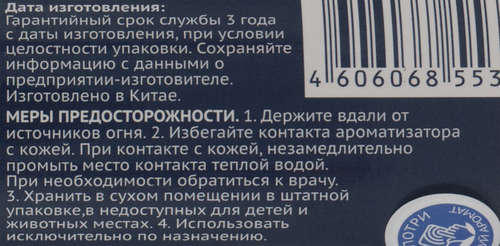 Дата изготовления:
Гарантийный срок службы 3 года
с даты изготовления, при условии
целостности упаковки. Сохраняйте
информацию с данными о
предприятии-изготовителе.
Изготовлено в Китае.
4 606068 553
МЕРЫ ПРЕДОСТОРОЖНОСТИ. 1. Держите вдали от
источников огня. 2. Избегайте контакта ароматизатора
с кожей. При контакте с кожей, незамедлительно
промыть место контакта теплой водой.
При необходимости обратиться к врачу.
3. Хранить в сухом помещении в штатной
упаковке,в недоступных для детей и
животных местах. 4. Использовать
исключительно по назначению.
ОТРИ
АРОМАТ